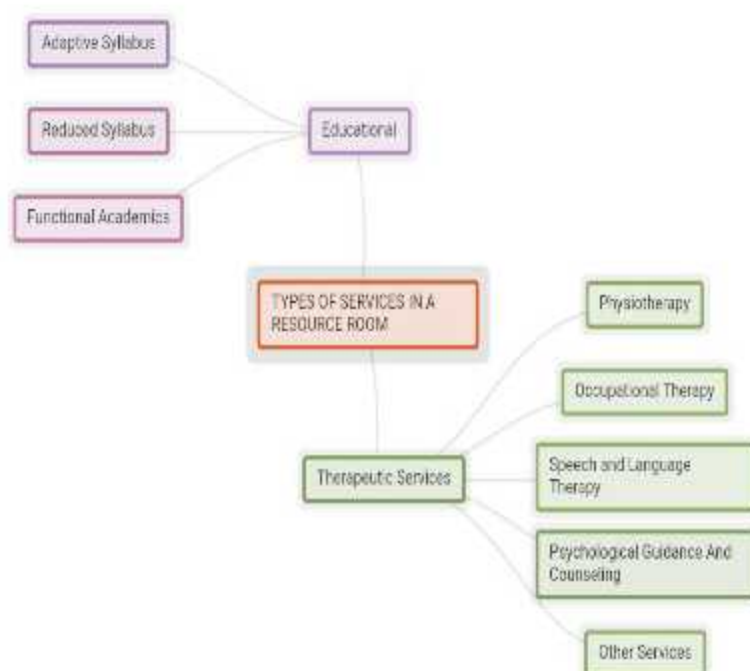 Adaptive Syllabus
Reduced Syllabus
Functional Academics
Educational
TYPES OF SERVICES IN A
RESOURCE ROOM
Therapeutic Services
Physiotherapy
Occupational Therapy
Speech and Language
Therapy
Psychological Guidance And
Counseling
Other Services